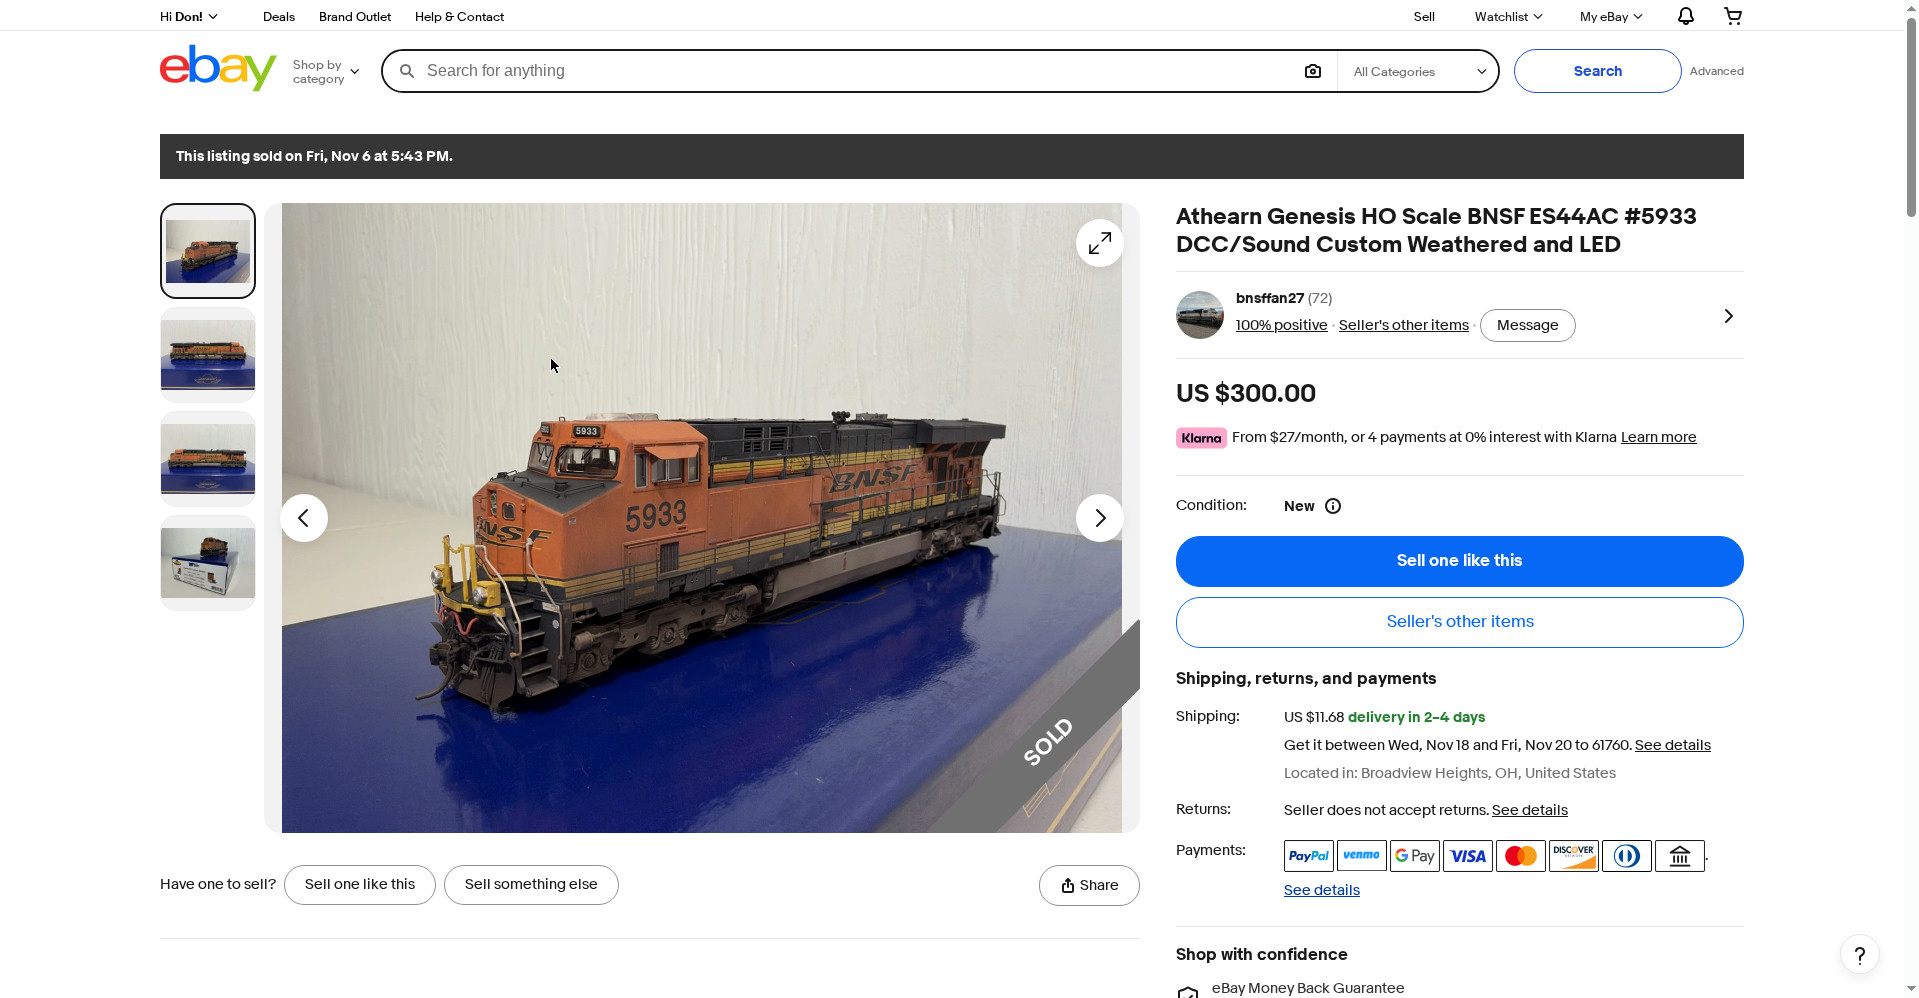 Hi Don!
Deals
Brand Outlet
Help & Contact
Sell
Watchlist
My eBay
ebay
Shop by
category
Search for anything
All Categories
Search
Advanced
This listing sold on Fri, Nov 6 at 5:43 PM.
5933
5933
BNSF
BNSF
SOLD
Have one to sell?
Sell one like this
Sell something else
Share
Athearn Genesis HO Scale BNSF ES44AC #5933
DCC/Sound Custom Weathered and LED
bnsffan27 (72)
100% positive · Seller's other items · Message
US $300.00
Klarna From $27/month, or 4 payments at 0% interest with Klarna Learn more
Condition: New
Sell one like this
Seller's other items
Shipping, returns, and payments
Shipping: US $11.68 delivery in 2–4 days
Get it between Wed, Nov 18 and Fri, Nov 20 to 61760. See details
Located in: Broadview Heights, OH, United States
Returns: Seller does not accept returns. See details
Payments: PayPal venmo G Pay VISA DISCOVER NETWORK .
See details
Shop with confidence
eBay Money Back Guarantee
?